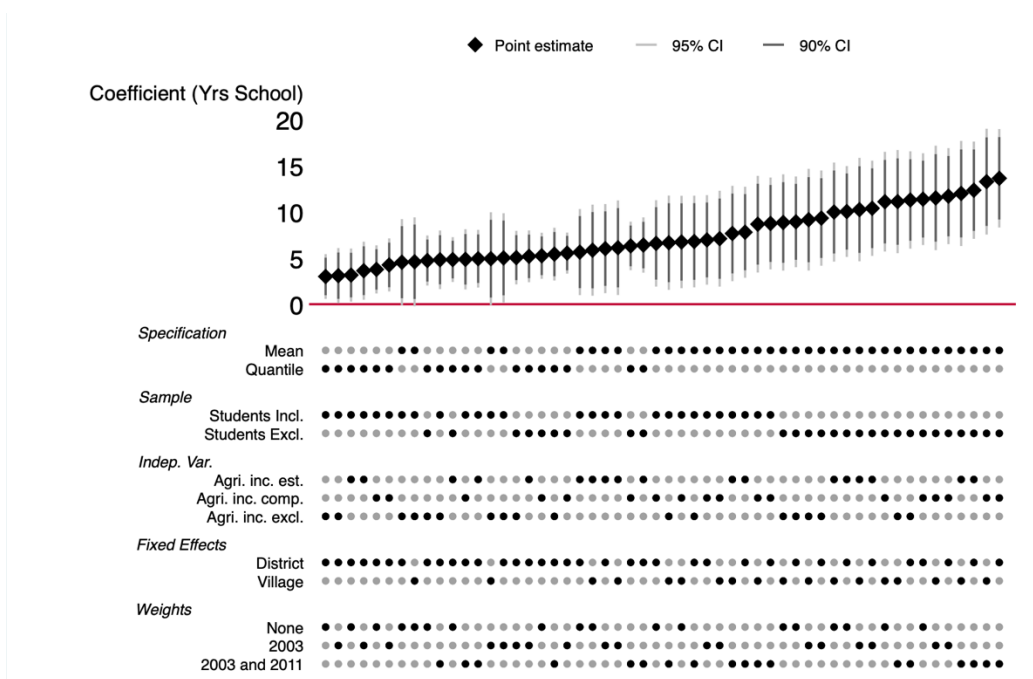 Point estimate 95% CI 90% CI
Coefficient (Yrs School)
20
15
10
5
0
Specification
Mean
Quantile
Sample
Students Incl.
Students Excl.
Indep. Var.
Agri. inc. est.
Agri. inc. comp.
Agri. inc. excl.
Fixed Effects
District
Village
Weights
None
2003
2003 and 2011